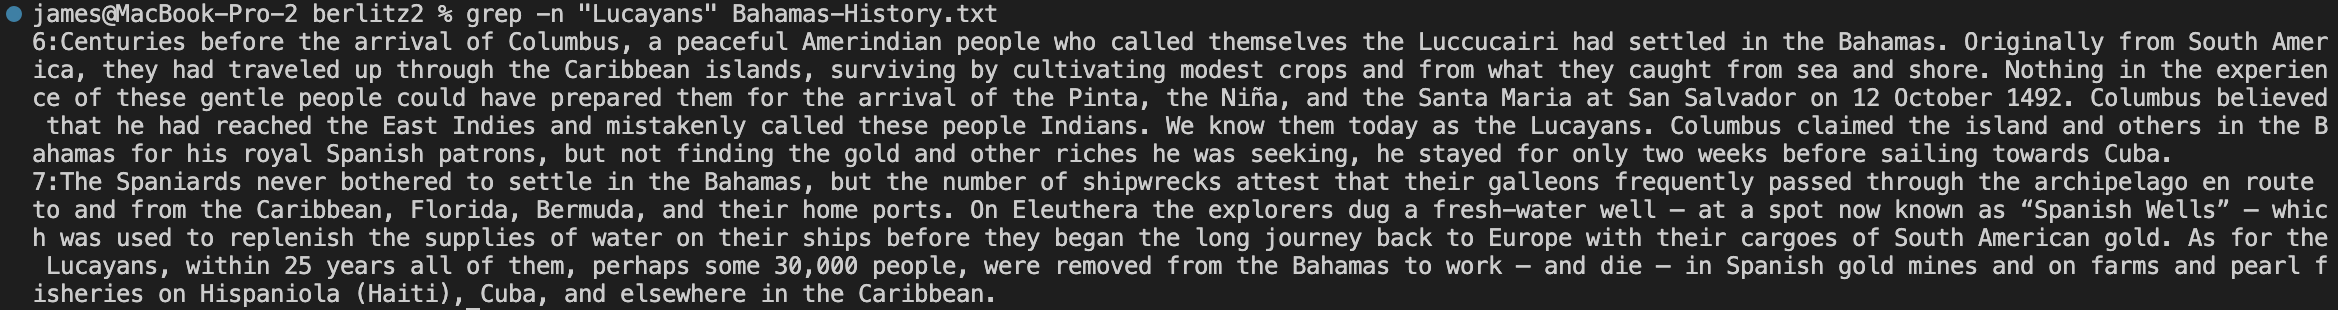 james@MacBook-Pro-2 berlitz2 % grep -n "Lucayans" Bahamas-History.txt
6:Centuries before the arrival of Columbus, a peaceful Amerindian people who called themselves the Luccucairi had settled in the Bahamas. Originally from South Amer
ica, they had traveled up through the Caribbean islands, surviving by cultivating modest crops and from what they caught from sea and shore. Nothing in the experien
ce of these gentle people could have prepared them for the arrival of the Pinta, the Niña, and the Santa Maria at San Salvador on 12 October 1492. Columbus believed
 that he had reached the East Indies and mistakenly called these people Indians. We know them today as the Lucayans. Columbus claimed the island and others in the B
ahamas for his royal Spanish patrons, but not finding the gold and other riches he was seeking, he stayed for only two weeks before sailing towards Cuba.
7:The Spaniards never bothered to settle in the Bahamas, but the number of shipwrecks attest that their galleons frequently passed through the archipelago en route
to and from the Caribbean, Florida, Bermuda, and their home ports. On Eleuthera the explorers dug a fresh-water well — at a spot now known as “Spanish Wells” — whic
h was used to replenish the supplies of water on their ships before they began the long journey back to Europe with their cargoes of South American gold. As for the
 Lucayans, within 25 years all of them, perhaps some 30,000 people, were removed from the Bahamas to work — and die — in Spanish gold mines and on farms and pearl f
isheries on Hispaniola (Haiti), Cuba, and elsewhere in the Caribbean.